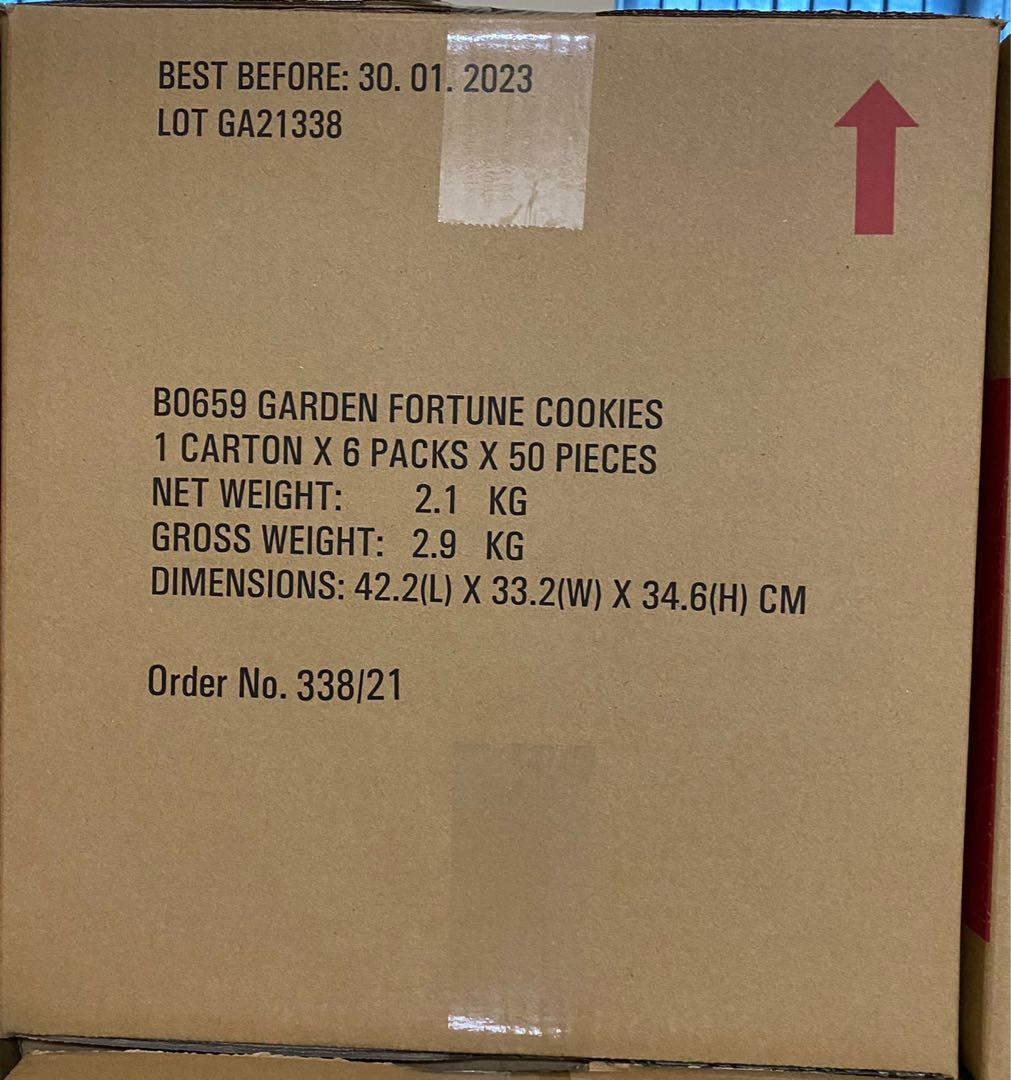 BEST BEFORE: 30. 01. 2023
LOT GA21338
B0659 GARDEN FORTUNE COOKIES
1 CARTON X 6 PACKS X 50 PIECES
NET WEIGHT: 2.1 KG
GROSS WEIGHT: 2.9 KG
DIMENSIONS: 42.2(L) X 33.2(W) X 34.6(H) CM
Order No. 338/21